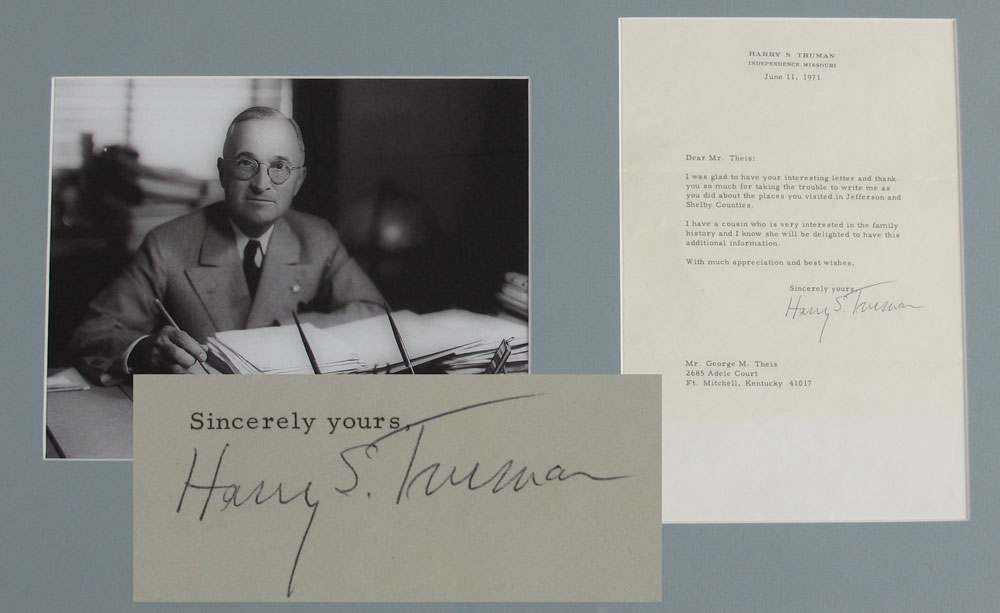 HARRY S TRUMAN
INDEPENDENCE, MISSOURI
June 11, 1971
Dear Mr. Theis:
I was glad to have your interesting letter and thank
you so much for taking the trouble to write me as
you did about the places you visited in Jefferson and
Shelby Counties.
I have a cousin who is very interested in the family
history and I know she will be delighted to have this
additional information.
With much appreciation and best wishes,
Sincerely yours,
Harry S. Truman
Mr. George M. Theis
2685 Adele Court
Ft. Mitchell, Kentucky 41017
Sincerely yours,
Harry S. Truman